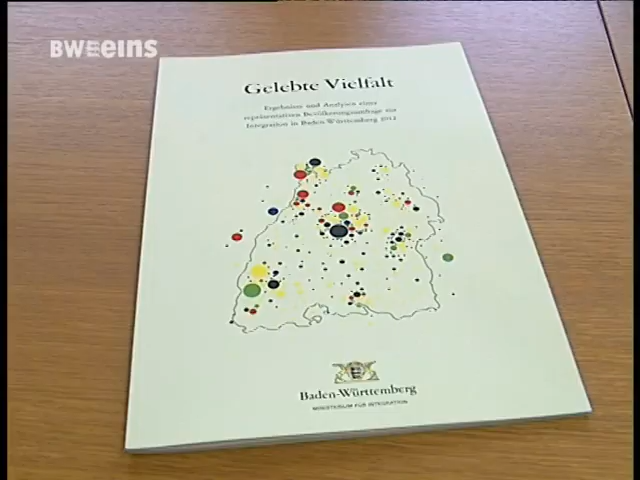 BWeins
Gelebte Vielfalt
Ergebnisse und Analysen einer
repräsentativen Bevölkerungsumfrage zur
Integration in Baden-Württemberg 2012
Baden-Württemberg
MINISTERIUM FÜR INTEGRATION